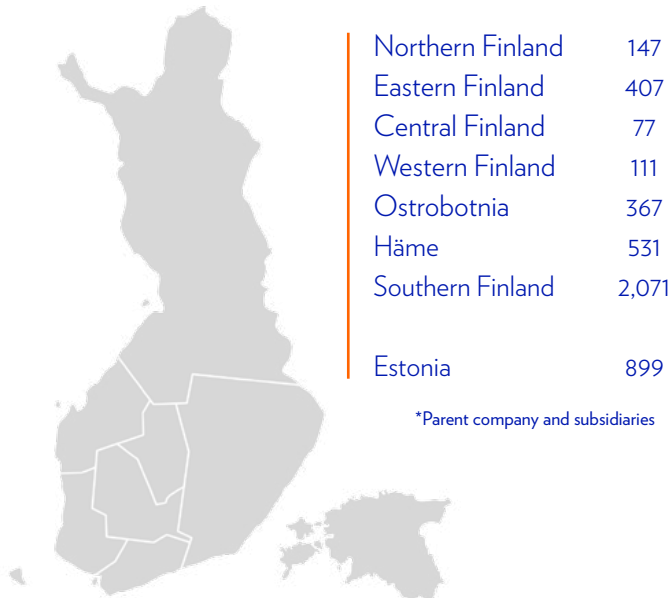 Northern Finland 147
Eastern Finland 407
Central Finland 77
Western Finland 111
Ostrobotnia 367
Häme 531
Southern Finland 2,071
Estonia 899
*Parent company and subsidiaries